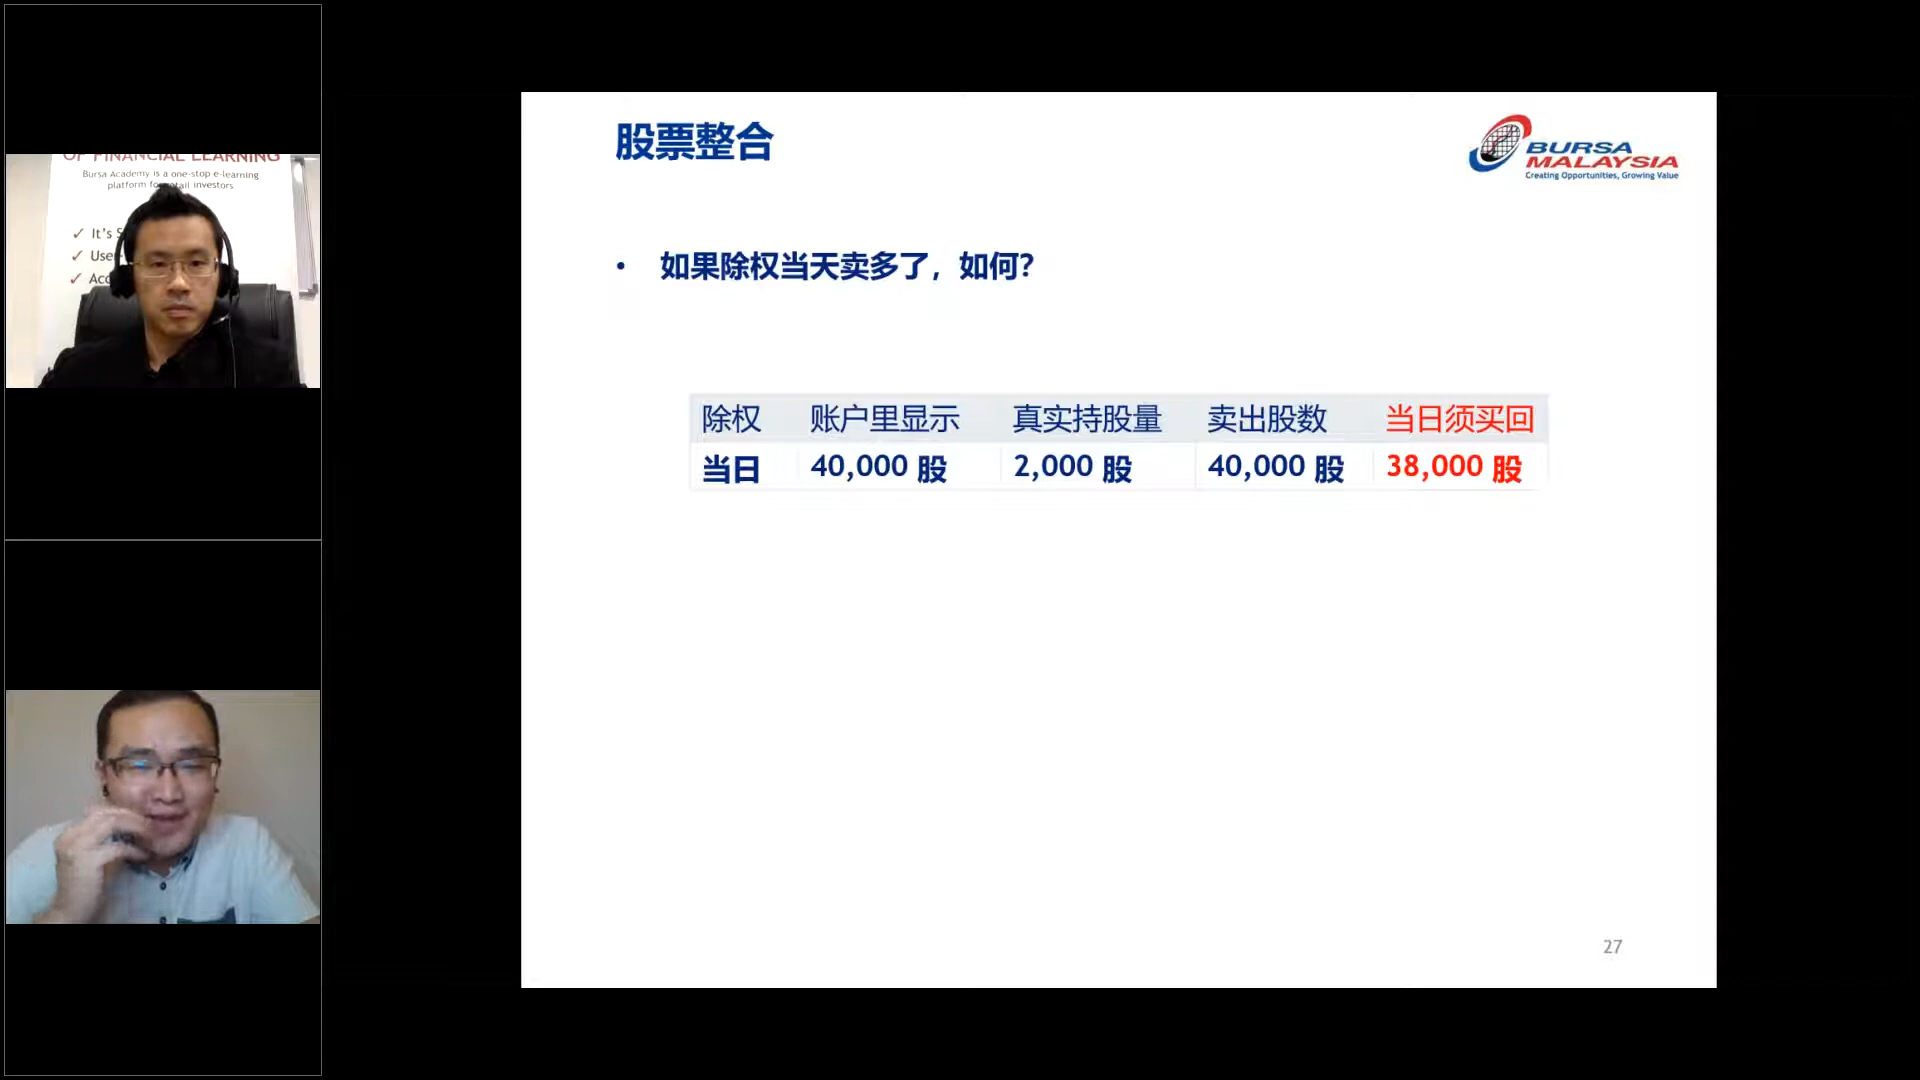 OF FINANCIAL LEARNING
Bursa Academy is a one-stop e-learning
platform for retail investors
✓ It's S
✓ Use
✓ Acc
股票整合
BURSA
MALAYSIA
Creating Opportunities, Growing Value
• 如果除权当天卖多了，如何?
除权 账户里显示 真实持股量 卖出股数 当日须买回
当日 40,000 股 2,000 股 40,000 股 38,000 股
27